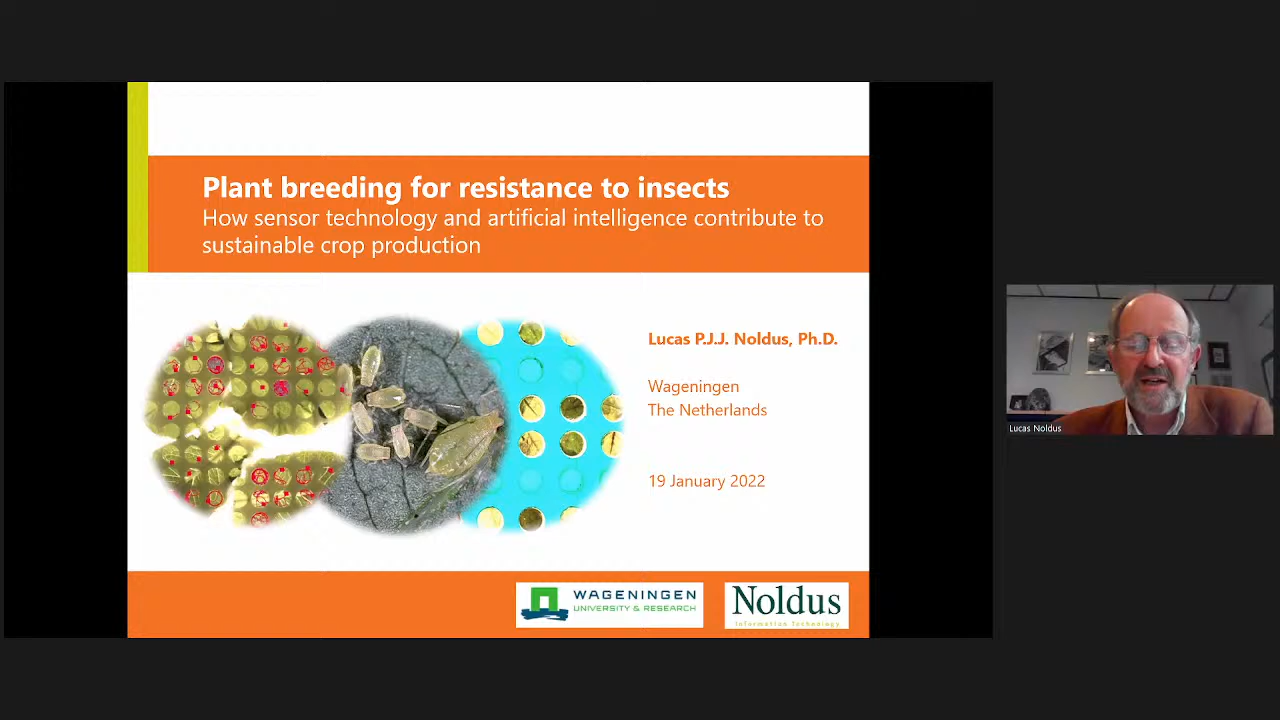 Plant breeding for resistance to insects
How sensor technology and artificial intelligence contribute to
sustainable crop production
Lucas P.J.J. Noldus, Ph.D.
Wageningen
The Netherlands
19 January 2022
WAGENINGEN
UNIVERSITY & RESEARCH
Noldus
Information Technology
Lucas Noldus